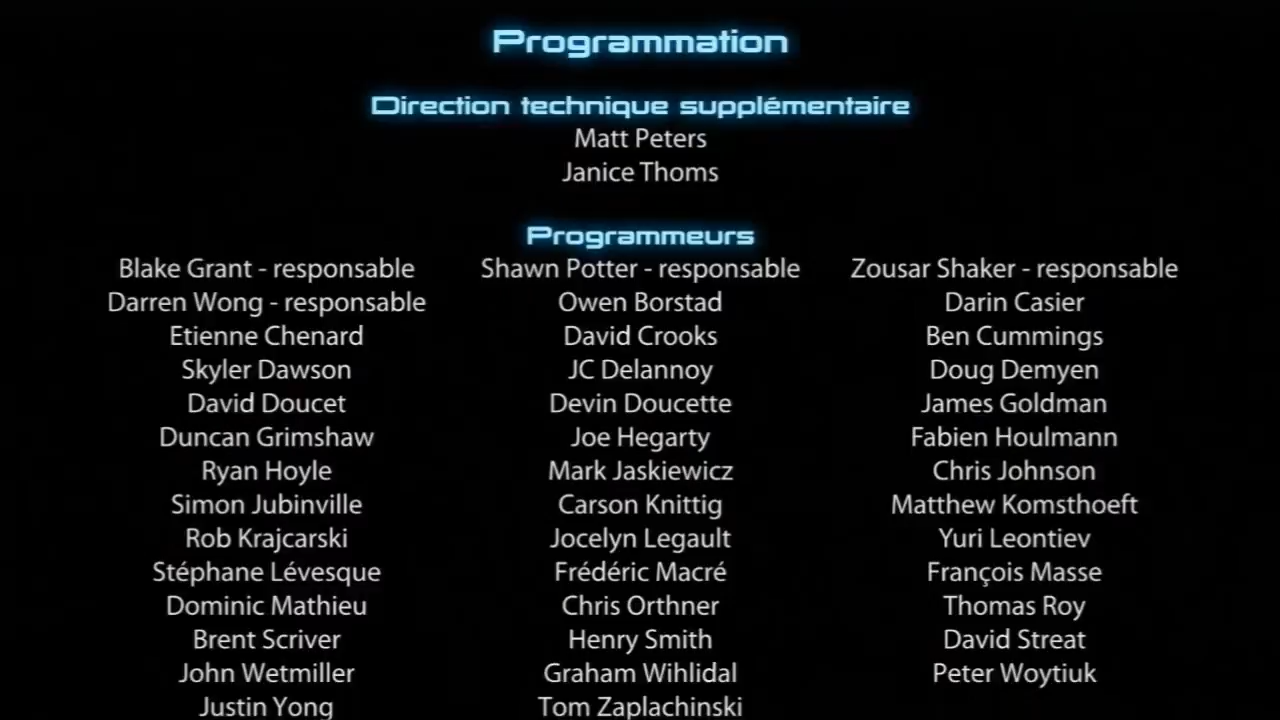 Programmation
Direction technique supplémentaire
Matt Peters
Janice Thoms
Programmeurs
Blake Grant - responsable Shawn Potter - responsable Zousar Shaker - responsable
Darren Wong - responsable Owen Borstad Darin Casier
Etienne Chenard David Crooks Ben Cummings
Skyler Dawson JC Delannoy Doug Demyen
David Doucet Devin Doucette James Goldman
Duncan Grimshaw Joe Hegarty Fabien Houlmann
Ryan Hoyle Mark Jaskiewicz Chris Johnson
Simon Jubinville Carson Knittig Matthew Komsthoeft
Rob Krajcarski Jocelyn Legault Yuri Leontiev
Stéphane Lévesque Frédéric Macré François Masse
Dominic Mathieu Chris Orthner Thomas Roy
Brent Scriver Henry Smith David Streat
John Wetmiller Graham Wihlidal Peter Woytiuk
Justin Yong Tom Zaplachinski